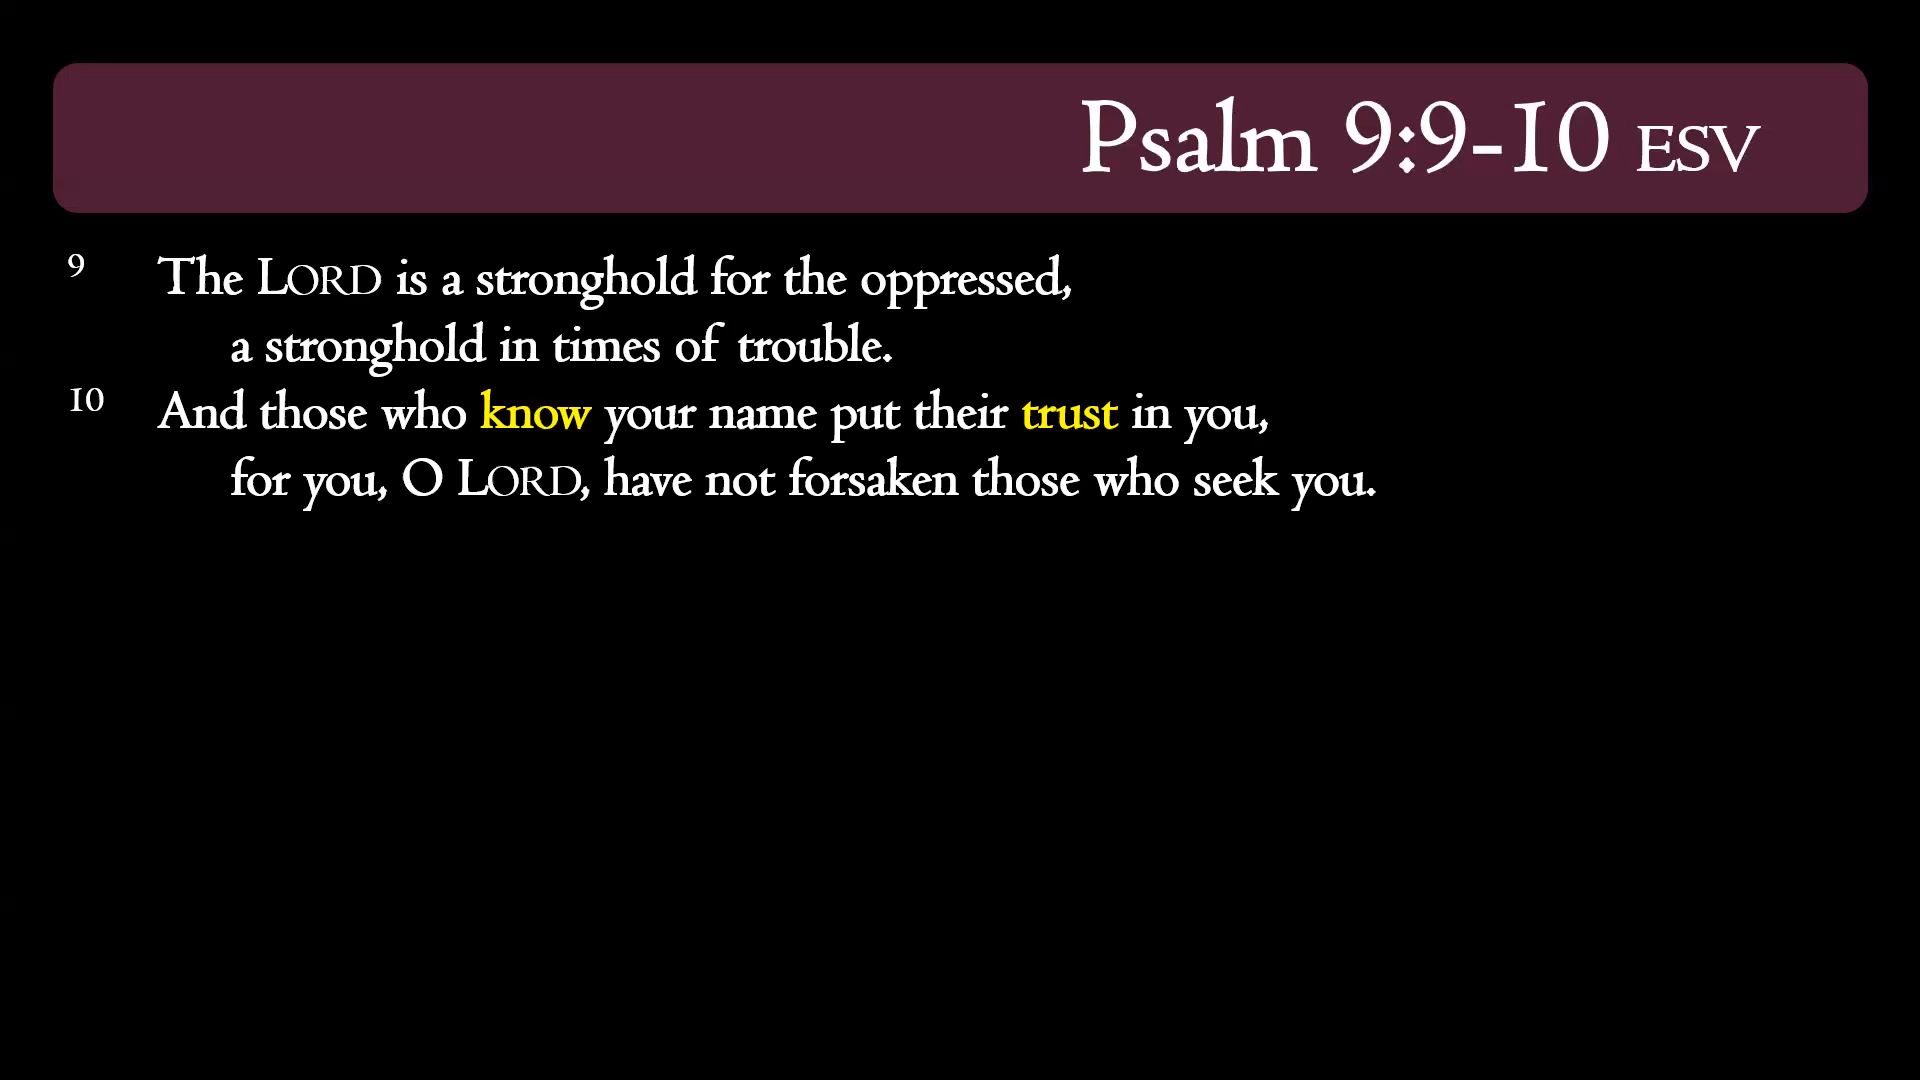 Psalm 9:9-10 ESV
9 The LORD is a stronghold for the oppressed,
a stronghold in times of trouble.
10 And those who know your name put their trust in you,
for you, O LORD, have not forsaken those who seek you.